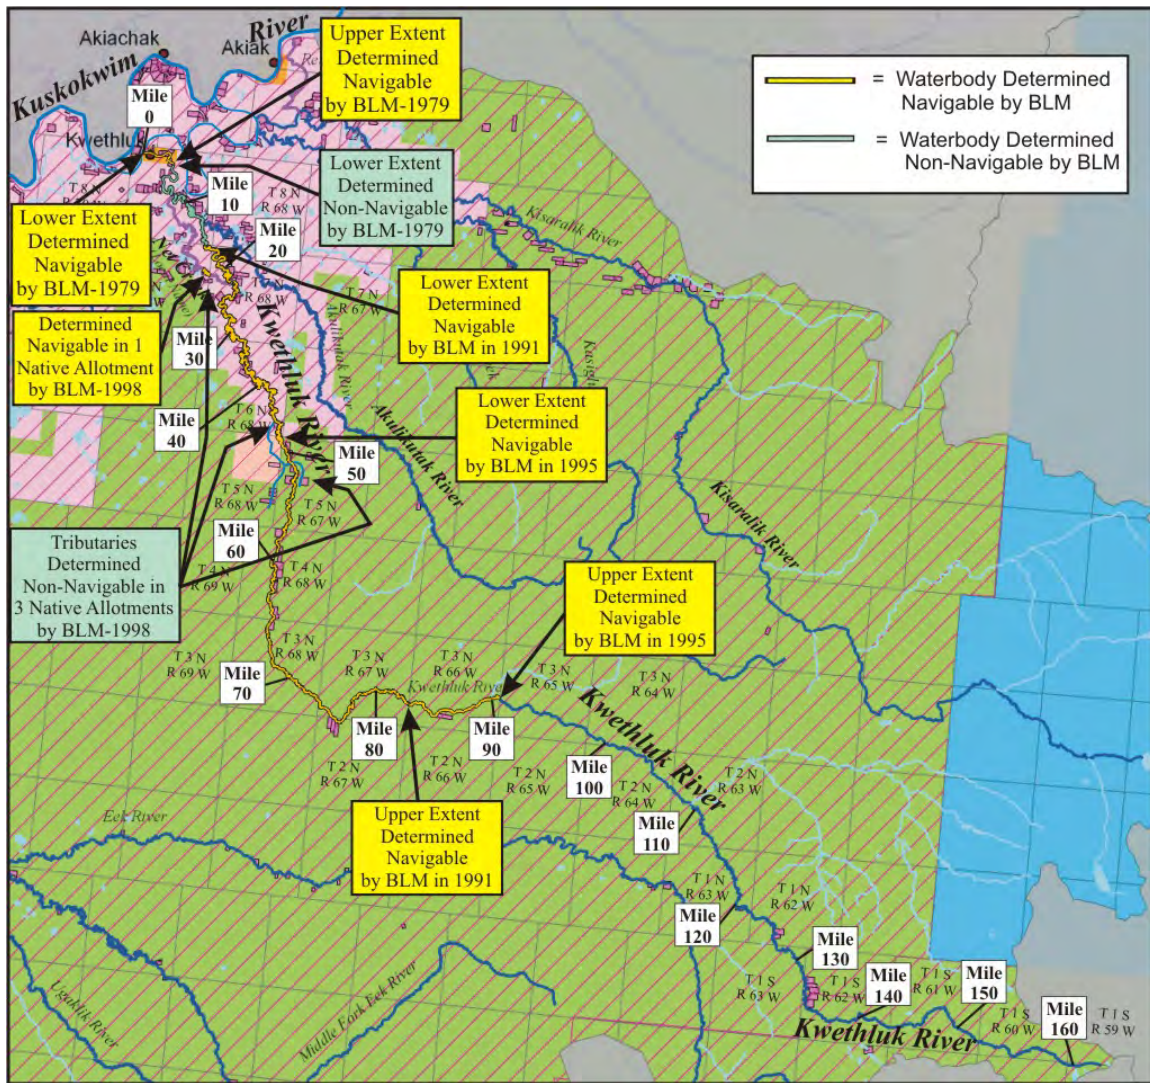 Akiachak
River
Akiak
Kuskokwim
Mile
0
Kwethluk
Upper Extent
Determined
Navigable
by BLM-1979
= Waterbody Determined
Navigable by BLM
= Waterbody Determined
Non-Navigable by BLM
Lower Extent
Determined
Non-Navigable
by BLM-1979
T 8 N
T 8 N
R 68 W
Mile
10
Lower Extent
Determined
Navigable
by BLM-1979
Mile
20
Kisaralik River
T 7 N
R 67 W
R 68 W
Lower Extent
Determined
Navigable
by BLM in 1991
Determined
Navigable in 1
Native Allotment
by BLM-1998
Mile
30
Kwethluk River
Akulikutak River
Lower Extent
Determined
Navigable
by BLM in 1995
T 6 N
R 68 W
Mile
40
Mile
50
Akulikutak River
Kisaralik River
T 5 N
R 68 W
T 5 N
R 67 W
Tributaries
Determined
Non-Navigable in
3 Native Allotments
by BLM-1998
Mile
60
T 4 N
R 69 W
T 4 N
R 68 W
Upper Extent
Determined
Navigable
by BLM in 1995
T 3 N
R 69 W
T 3 N
R 68 W
T 3 N
R 67 W
T 3 N
R 66 W
T 3 N
R 65 W
T 3 N
R 64 W
Mile
70
Kwethluk River
Mile
80
Mile
90
Kwethluk River
Mile
100
T 2 N
R 67 W
T 2 N
R 66 W
T 2 N
R 65 W
T 2 N
R 64 W
T 2 N
R 63 W
Mile
110
Eek River
Upper Extent
Determined
Navigable
by BLM in 1991
T 1 N
R 63 W
T 1 N
R 62 W
Mile
120
Mile
130
T 1 S
R 63 W
T 1 S
R 62 W
Mile
140
T 1 S
R 61 W
Mile
150
T 1 S
R 60 W
Mile
160
T 1 S
R 59 W
Kwethluk River
Middle Fork Eek River
Ugaklik River